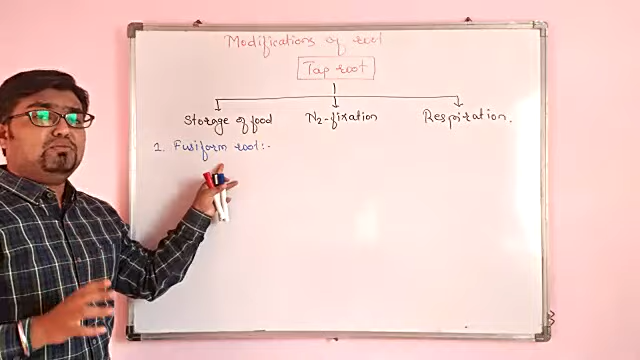 Modifications of root
Tap root
Storage of food N2-fixation Respiration.
1. Fusiform root:-